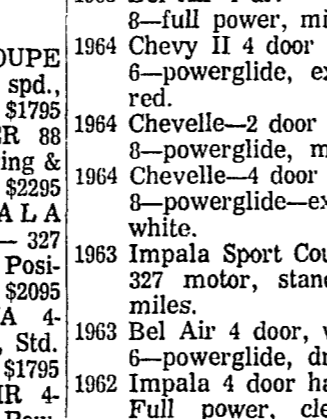 OUPE
spd.,
$1795
ER 88
ing &
$2295
A L A
— 327
Posi-
$2095
A 4-
, Std.
$1795
IR 4-
8—full power, mi
1964 Chevy II 4 door
6—powerglide, ex
red.
1964 Chevelle—2 door
8—powerglide, m
1964 Chevelle—4 door
8—powerglide—ex
white.
1963 Impala Sport Cou
327 motor, stand
miles.
1963 Bel Air 4 door, v
6—powerglide, dr
1962 Impala 4 door ha
Full power, cle